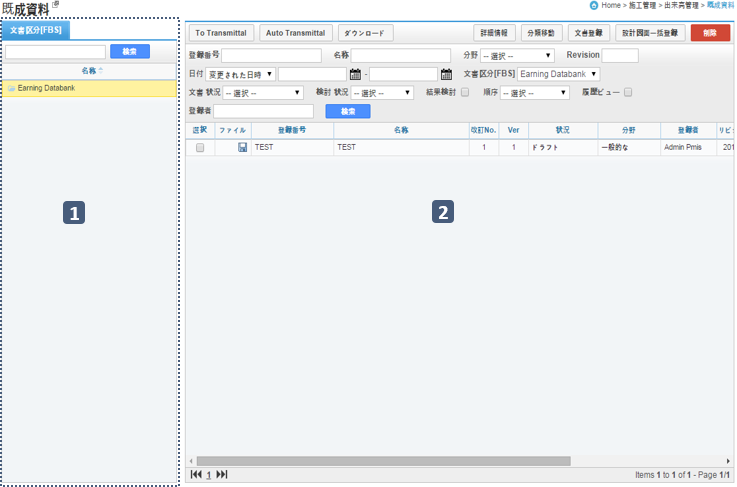 既成資料
Home > 施工管理 > 出来高管理 > 既成資料
文書区分[FBS]
検索
名称
Earning Databank
1
To Transmittal Auto Transmittal ダウンロード 詳細情報 分類移動 文書登録 設計図面一括登録 削除
登録番号 名称 分野 -- 選択 -- Revision
日付 変更された日時 - 文書区分[FBS] Earning Databank
文書 状況 -- 選択 -- 検討 状況 -- 選択 -- 結果検討 順序 -- 選択 -- 履歴ビュー
登録者 検索
選択 ファイル 登録番号 名称 改訂No. Ver 状況 分野 登録者 リビ
TEST TEST 1 1 ドラフト 一般的な Admin Pmis 201
2
1 Items 1 to 1 of 1 - Page 1/1